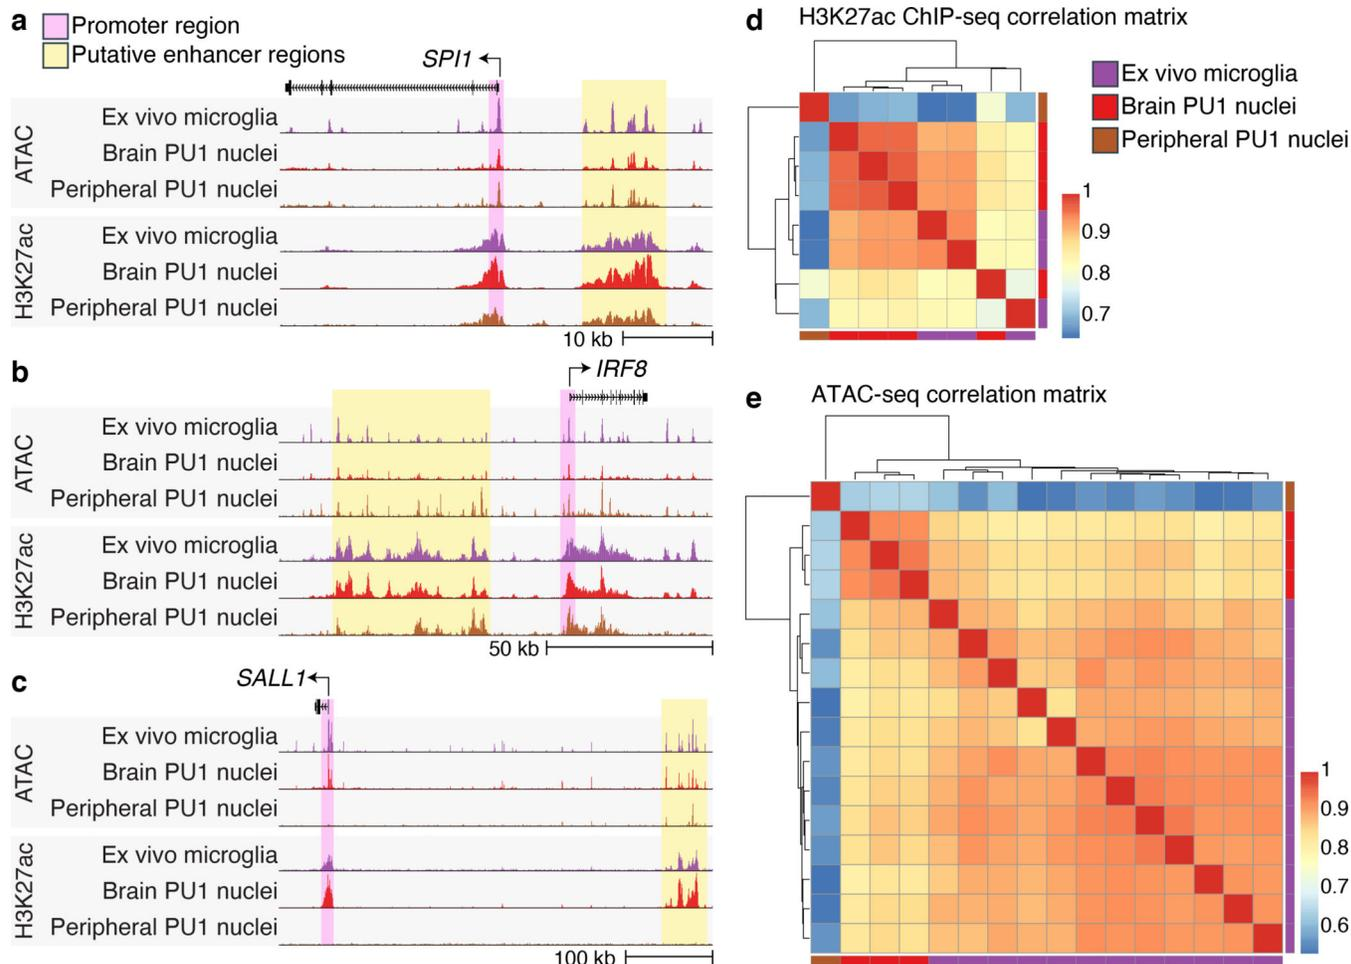 a
Promoter region
Putative enhancer regions
SPI1
ATAC
Ex vivo microglia
Brain PU1 nuclei
Peripheral PU1 nuclei
H3K27ac
Ex vivo microglia
Brain PU1 nuclei
Peripheral PU1 nuclei
10 kb
b
IRF8
ATAC
Ex vivo microglia
Brain PU1 nuclei
Peripheral PU1 nuclei
H3K27ac
Ex vivo microglia
Brain PU1 nuclei
Peripheral PU1 nuclei
50 kb
c
SALL1
ATAC
Ex vivo microglia
Brain PU1 nuclei
Peripheral PU1 nuclei
H3K27ac
Ex vivo microglia
Brain PU1 nuclei
Peripheral PU1 nuclei
100 kb
d
H3K27ac ChIP-seq correlation matrix
Ex vivo microglia
Brain PU1 nuclei
Peripheral PU1 nuclei
1
0.9
0.8
0.7
e
ATAC-seq correlation matrix
1
0.9
0.8
0.7
0.6